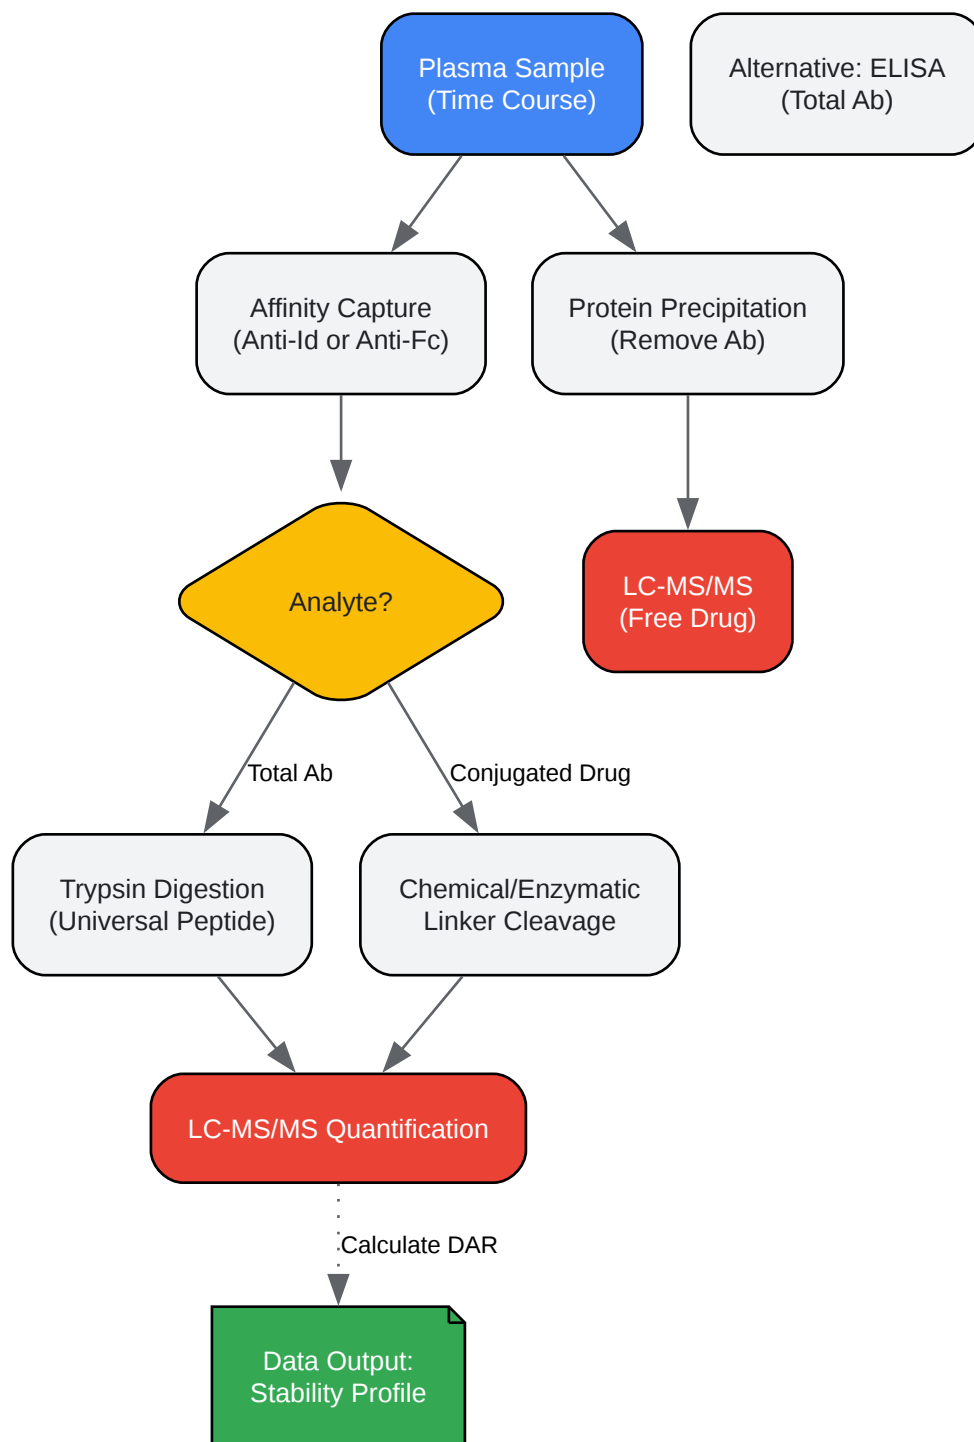 Plasma Sample
(Time Course)
Alternative: ELISA
(Total Ab)
Affinity Capture
(Anti-Id or Anti-Fc)
Protein Precipitation
(Remove Ab)
Analyte?
LC-MS/MS
(Free Drug)
Total Ab
Conjugated Drug
Trypsin Digestion
(Universal Peptide)
Chemical/Enzymatic
Linker Cleavage
LC-MS/MS Quantification
Calculate DAR
Data Output:
Stability Profile